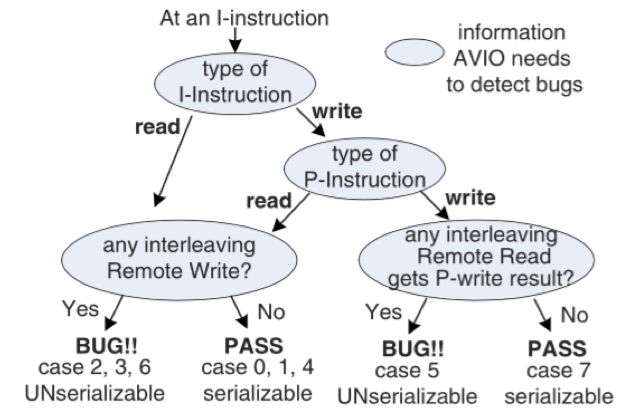 At an I-instruction
information
AVIO needs
to detect bugs
type of
I-Instruction
read
write
type of
P-Instruction
read
write
any interleaving
Remote Write?
any interleaving
Remote Read
gets P-write result?
Yes
No
Yes
No
BUG!!
case 2, 3, 6
UNserializable
PASS
case 0, 1, 4
serializable
BUG!!
case 5
UNserializable
PASS
case 7
serializable